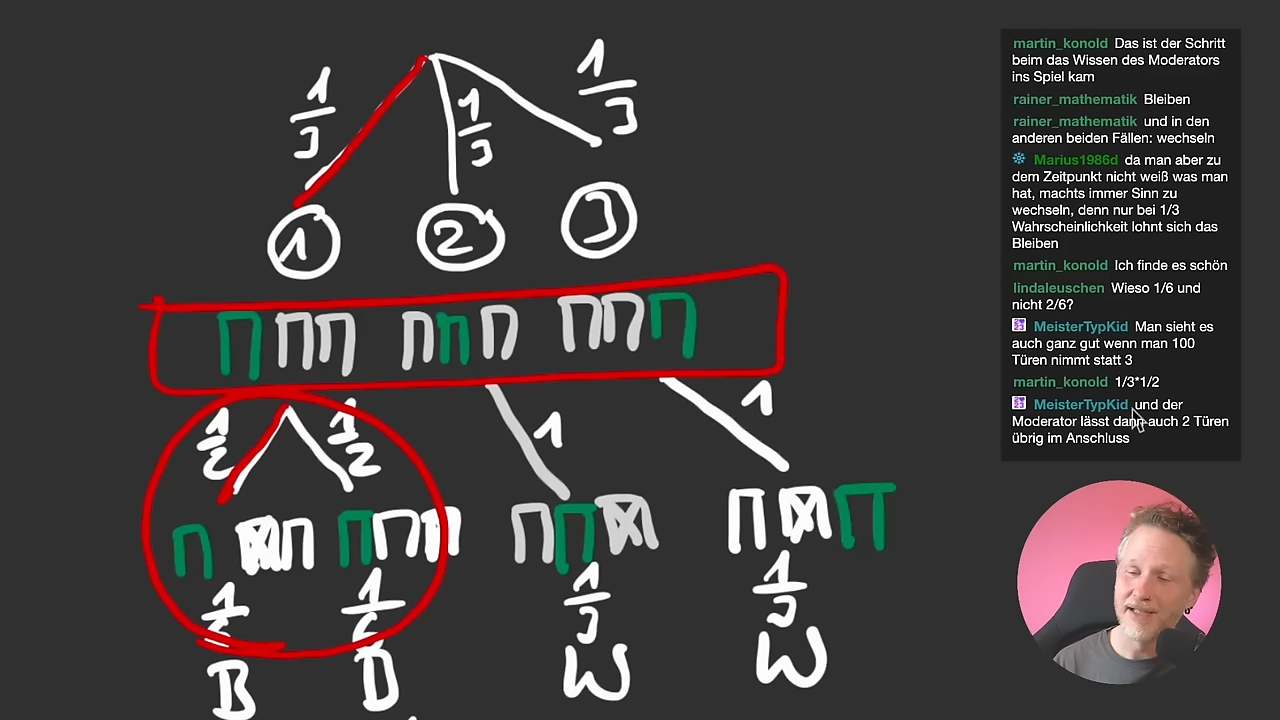 1/3 1/3 1/3
1 2 3
1/2 1/2 1 1
1/6 1/6 1/3 1/3
B B W W
martin_konold Das ist der Schritt
beim das Wissen des Moderators
ins Spiel kam
rainer_mathematik Bleiben
rainer_mathematik und in den
anderen beiden Fällen: wechseln
Marius1986d da man aber zu
dem Zeitpunkt nicht weiß was man
hat, machts immer Sinn zu
wechseln, denn nur bei 1/3
Wahrscheinlichkeit lohnt sich das
Bleiben
martin_konold Ich finde es schön
lindaleuschen Wieso 1/6 und
nicht 2/6?
MeisterTypKid Man sieht es
auch ganz gut wenn man 100
Türen nimmt statt 3
martin_konold 1/3*1/2
MeisterTypKid und der
Moderator lässt dann auch 2 Türen
übrig im Anschluss